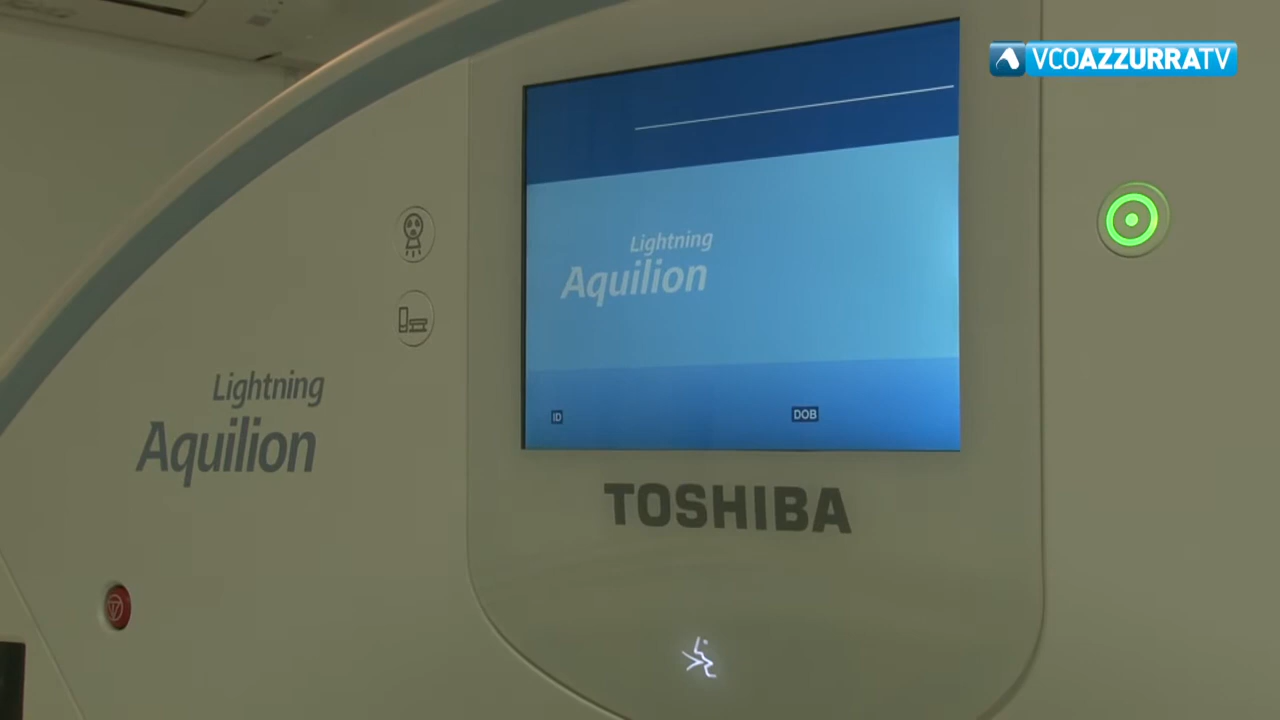 VCOAZZURRATV
Lightning
Aquilion
ID
DOB
Lightning
Aquilion
TOSHIBA